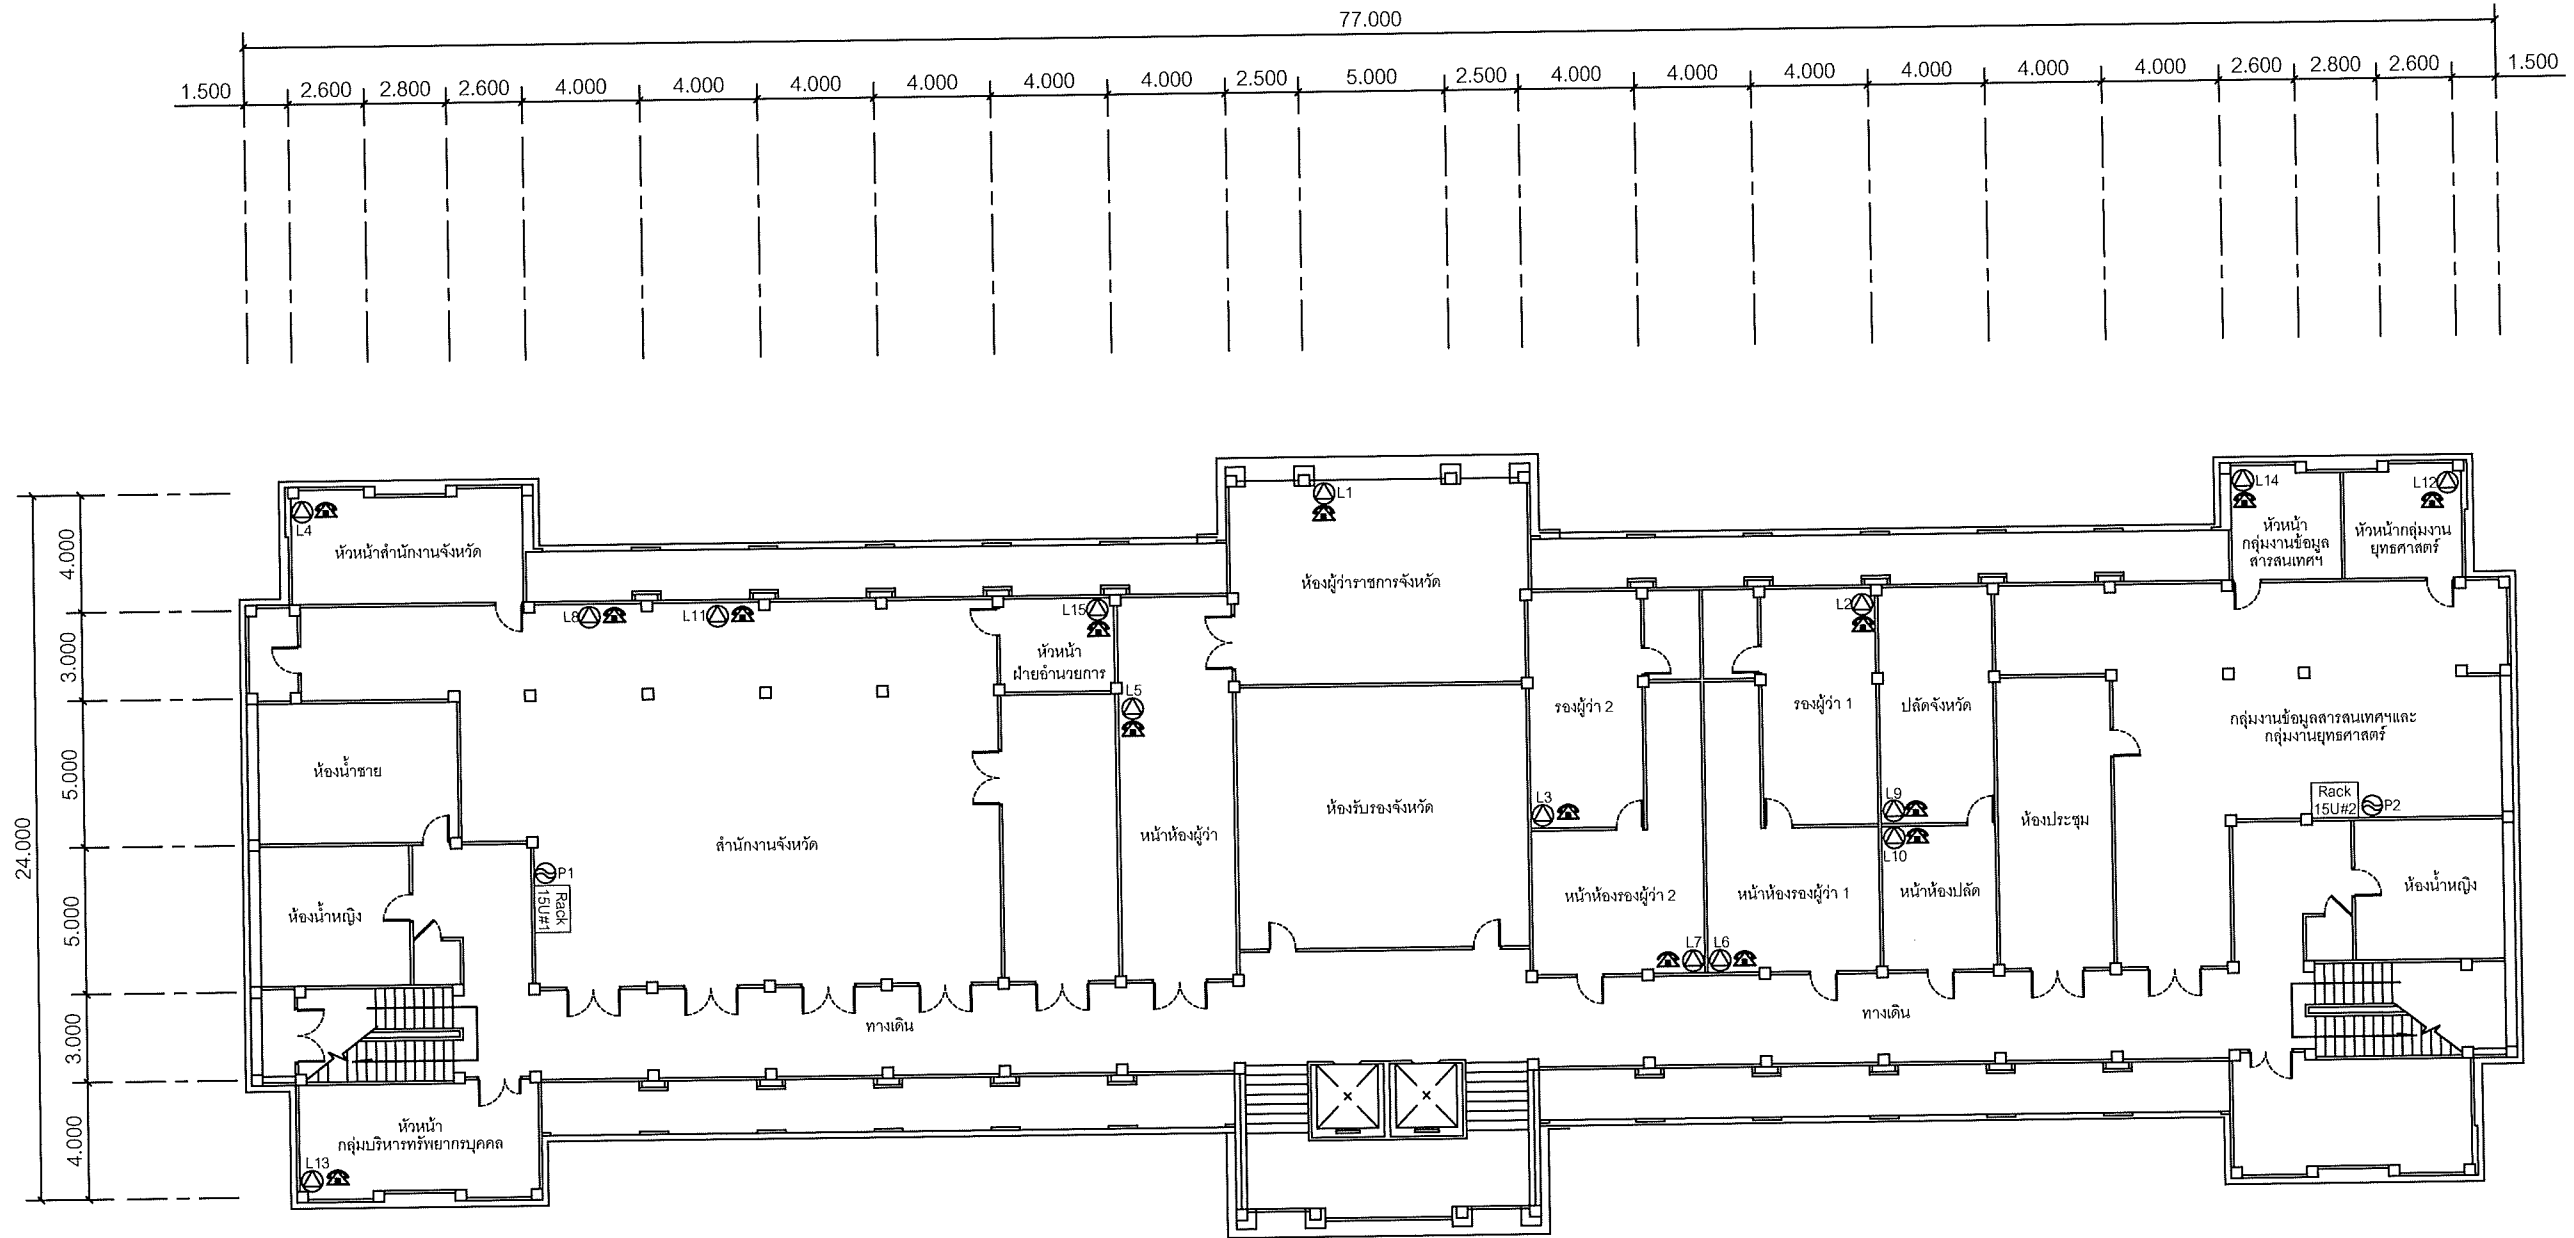 77.000
1.500 2.600 2.800 2.600 4.000 4.000 4.000 4.000 4.000 4.000 2.500 5.000 2.500 4.000 4.000 4.000 4.000 4.000 4.000 2.600 2.800 2.600 1.500
24.000
4.000
3.000
5.000
5.000
3.000
4.000
L4
หัวหน้าสำนักงานจังหวัด
L1
ห้องผู้ว่าราชการจังหวัด
L14
หัวหน้า
กลุ่มงานข้อมูล
สารสนเทศฯ
L12
หัวหน้ากลุ่มงาน
ยุทธศาสตร์
L8
L11
L15
หัวหน้า
ฝ่ายอำนวยการ
L5
L2
รองผู้ว่า 2
รองผู้ว่า 1
ปลัดจังหวัด
กลุ่มงานข้อมูลสารสนเทศฯและ
กลุ่มงานยุทธศาสตร์
ห้องน้ำชาย
สำนักงานจังหวัด
หน้าห้องผู้ว่า
ห้องรับรองจังหวัด
L3
L9
L10
ห้องประชุม
Rack
15U#2
P2
P1
Rack
15U#1
ห้องน้ำหญิง
หน้าห้องรองผู้ว่า 2
หน้าห้องรองผู้ว่า 1
หน้าห้องปลัด
ห้องน้ำหญิง
L7
L6
ทางเดิน
ทางเดิน
หัวหน้า
กลุ่มบริหารทรัพยากรบุคคล
L13